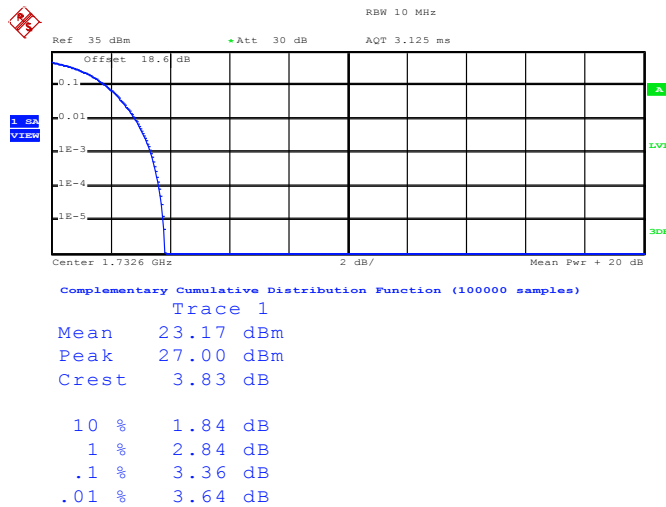 RBW 10 MHz
Ref 35 dBm *Att 30 dB AQT 3.125 ms
Offset 18.6 dB
0.1
A
0.01
1 SA
VIEW
1E-3
LVL
1E-4
1E-5
Center 1.7326 GHz 2 dB/ Mean Pwr + 20 dB
Complementary Cumulative Distribution Function (100000 samples)
Trace 1
Mean 23.17 dBm
Peak 27.00 dBm
Crest 3.83 dB
10 % 1.84 dB
1 % 2.84 dB
.1 % 3.36 dB
.01 % 3.64 dB